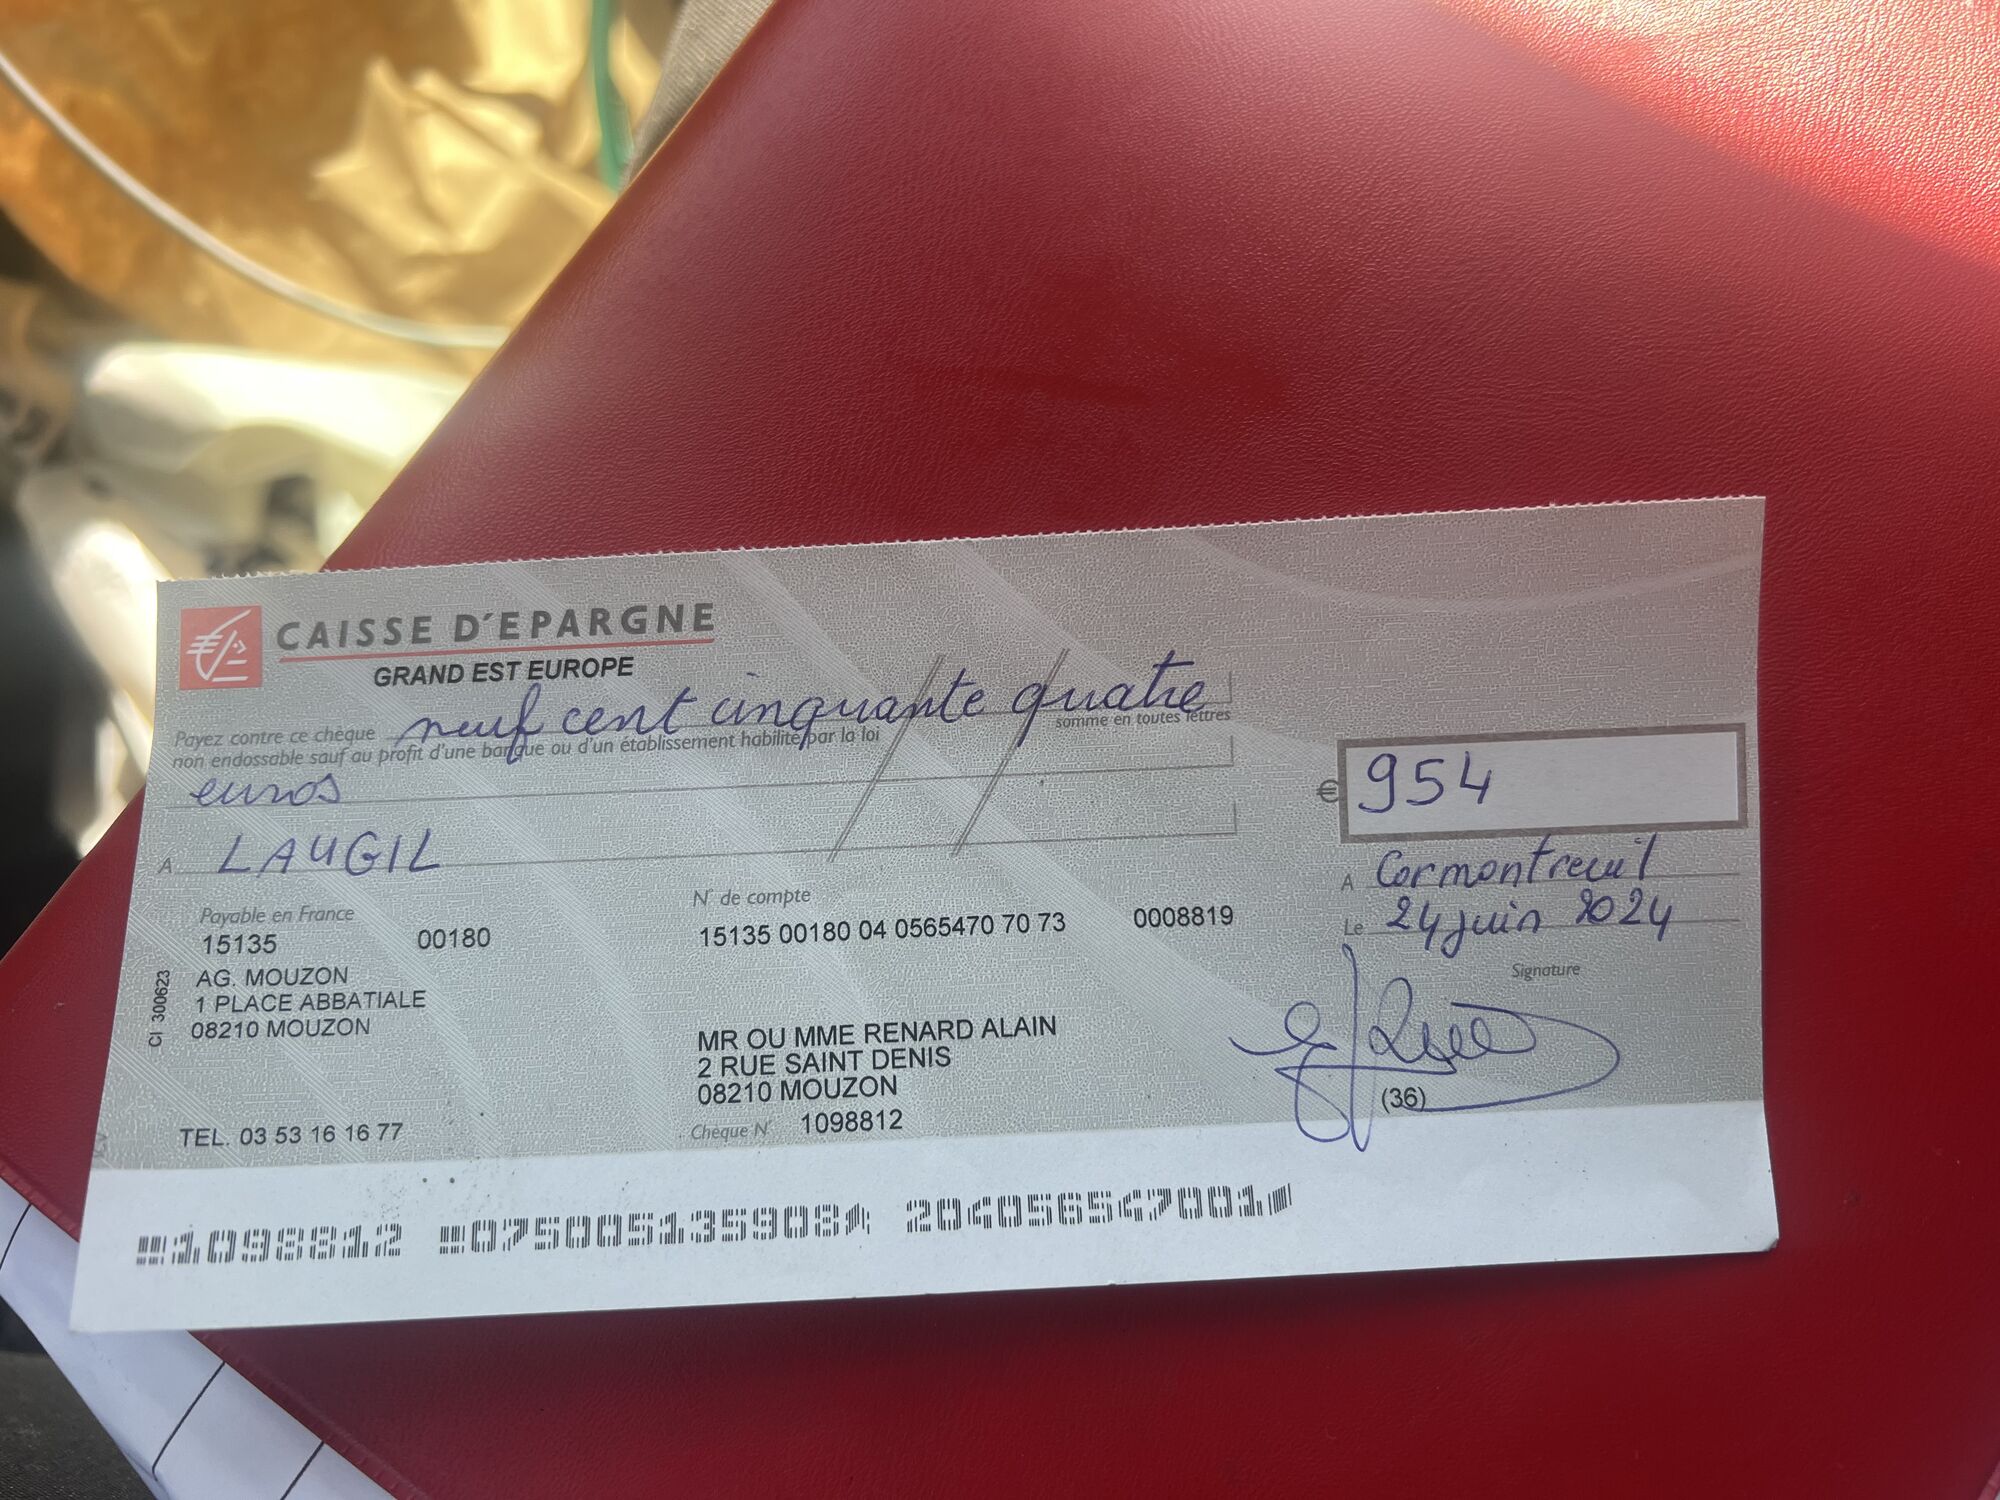 CAISSE D'EPARGNE
GRAND EST EUROPE
Payez contre ce chèque neuf cent cinquante quatre
non endossable sauf au profit d'une banque ou d'un établissement habilité par la loi
somme en toutes lettres
euros
€ 954
A LAUGIL
A Cormontreuil
Le 24 juin 2024
Payable en France
N° de compte
15135 00180
15135 00180 04 0565470 70 73 0008819
Signature
CI 300623
AG. MOUZON
1 PLACE ABBATIALE
08210 MOUZON
MR OU MME RENARD ALAIN
2 RUE SAINT DENIS
08210 MOUZON
(36)
TEL. 03 53 16 16 77
Chèque N° 1098812
1098812 075005135908 204056547001